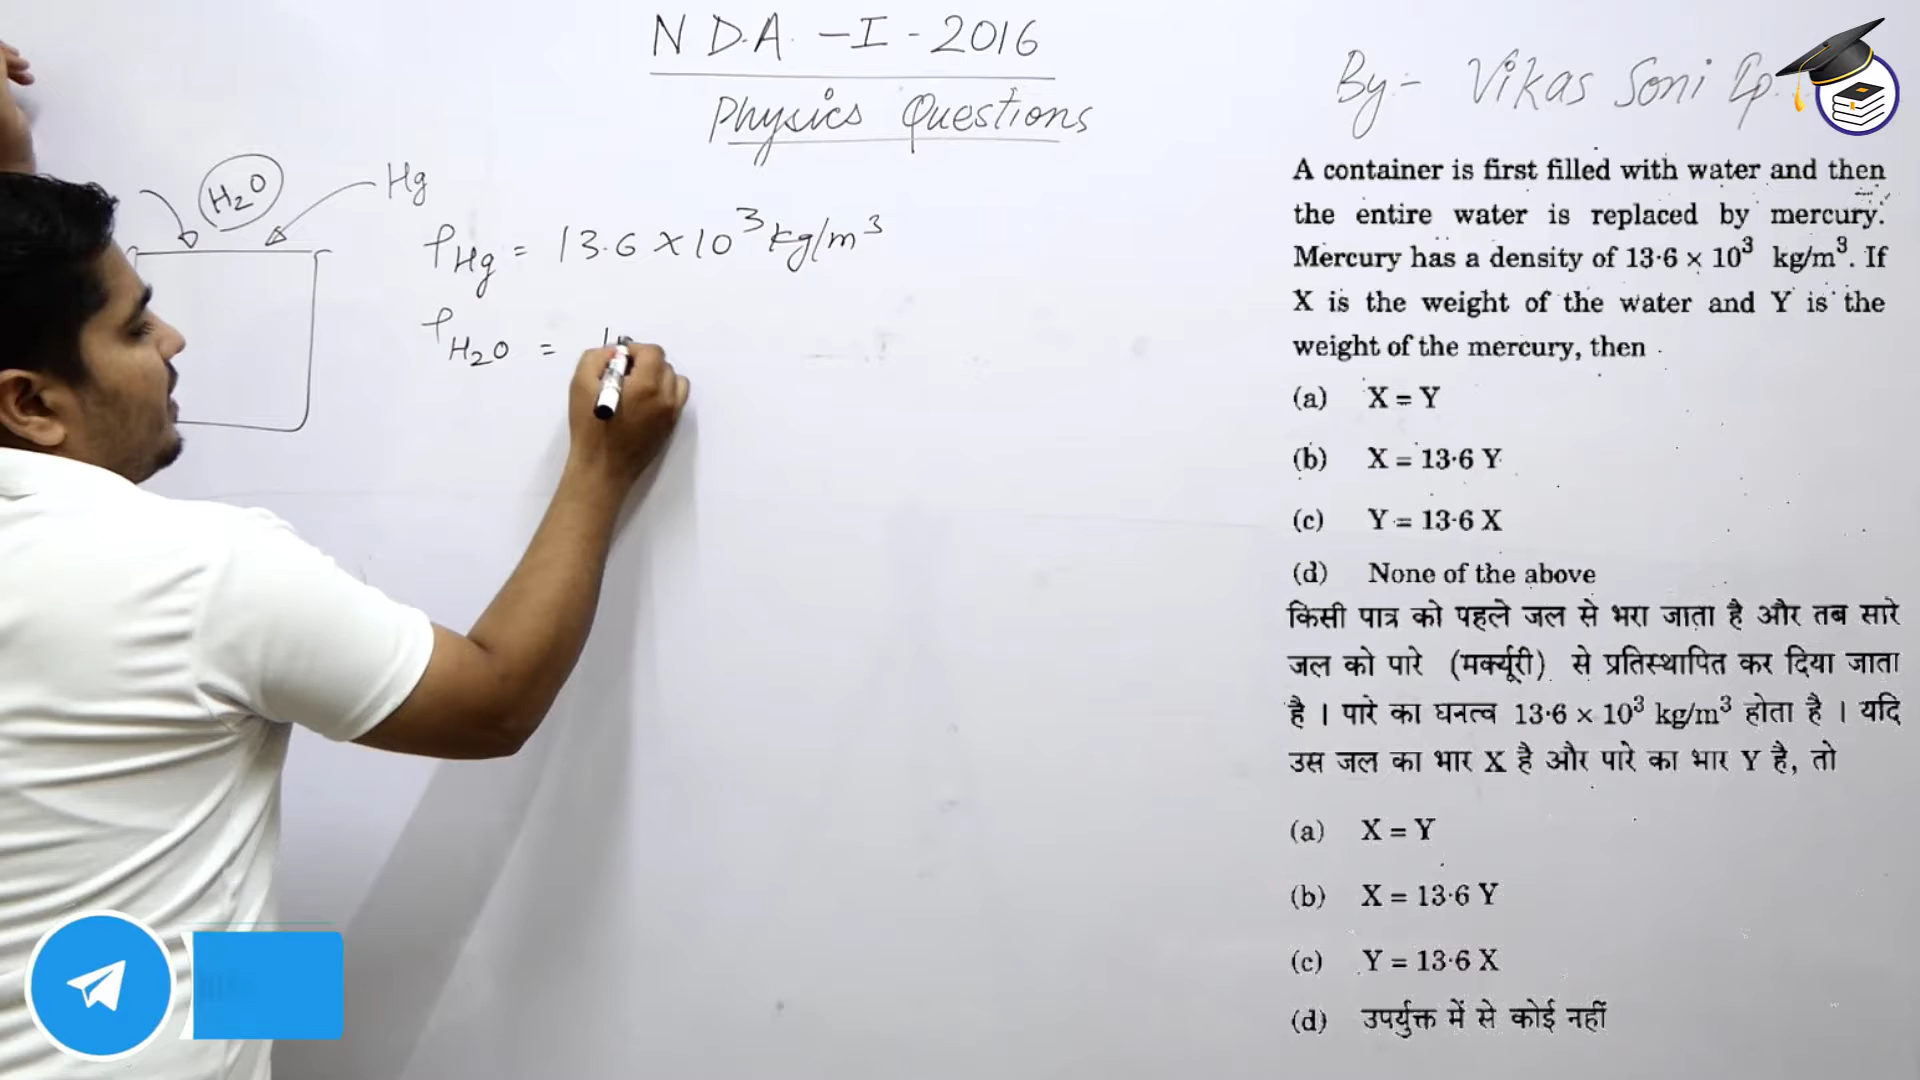 N D.A. - I - 2016
Physics Questions
By:- Vikas Soni
H2O
Hg
ρHg = 13.6 × 10³ kg/m³
ρH2O =
A container is first filled with water and then
the entire water is replaced by mercury.
Mercury has a density of 13·6 × 10³ kg/m³. If
X is the weight of the water and Y is the
weight of the mercury, then
(a) X = Y
(b) X = 13·6 Y
(c) Y = 13·6 X
(d) None of the above
किसी पात्र को पहले जल से भरा जाता है और तब सारे
जल को पारे (मर्क्यूरी) से प्रतिस्थापित कर दिया जाता
है । पारे का घनत्व 13·6 × 10³ kg/m³ होता है । यदि
उस जल का भार X है और पारे का भार Y है, तो
(a) X = Y
(b) X = 13·6 Y
(c) Y = 13·6 X
(d) उपर्युक्त में से कोई नहीं